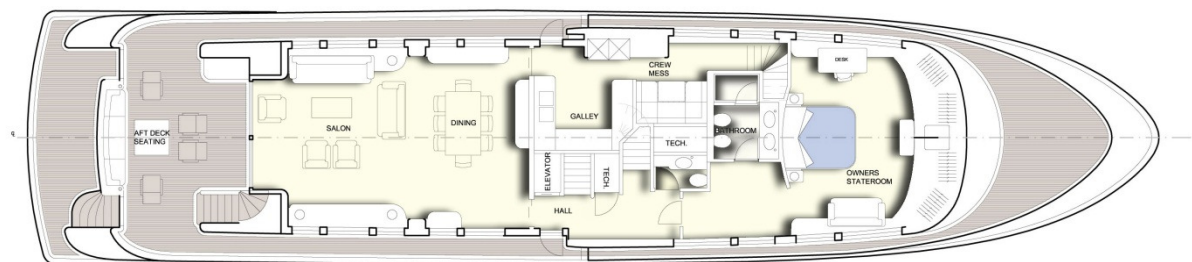 AFT DECK
SEATING
SALON
DINING
GALLEY
CREW
MESS
ELEVATOR
TECH.
HALL
TECH.
BATHROOM
DESK
OWNERS
STATEROOM